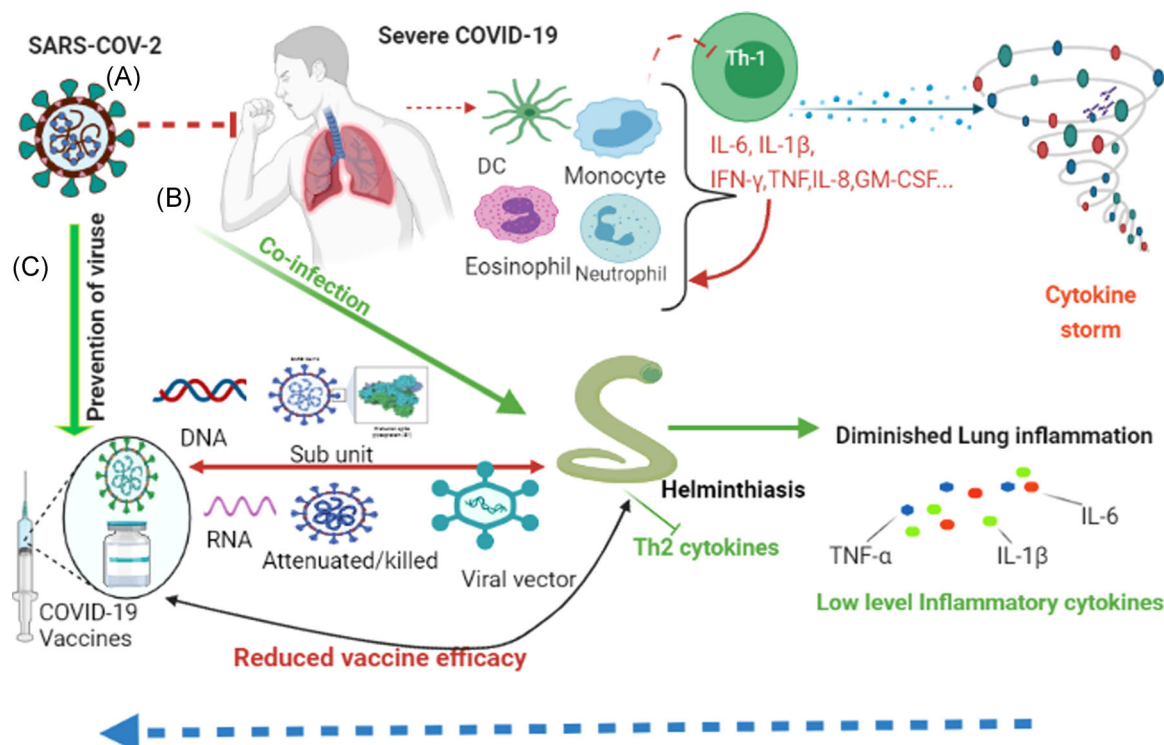 SARS-COV-2
(A)
Severe COVID-19
Th-1
DC
Monocyte
IL-6, IL-1β,
IFN-γ,TNF,IL-8,GM-CSF...
Eosinophil
Neutrophil
Cytokine
storm
(B)
Co-infection
(C)
Prevention of viruse
DNA
Sub unit
RNA
Attenuated/killed
Viral vector
COVID-19
Vaccines
Helminthiasis
Th2 cytokines
Diminished Lung inflammation
IL-6
TNF-α
IL-1β
Low level Inflammatory cytokines
Reduced vaccine efficacy